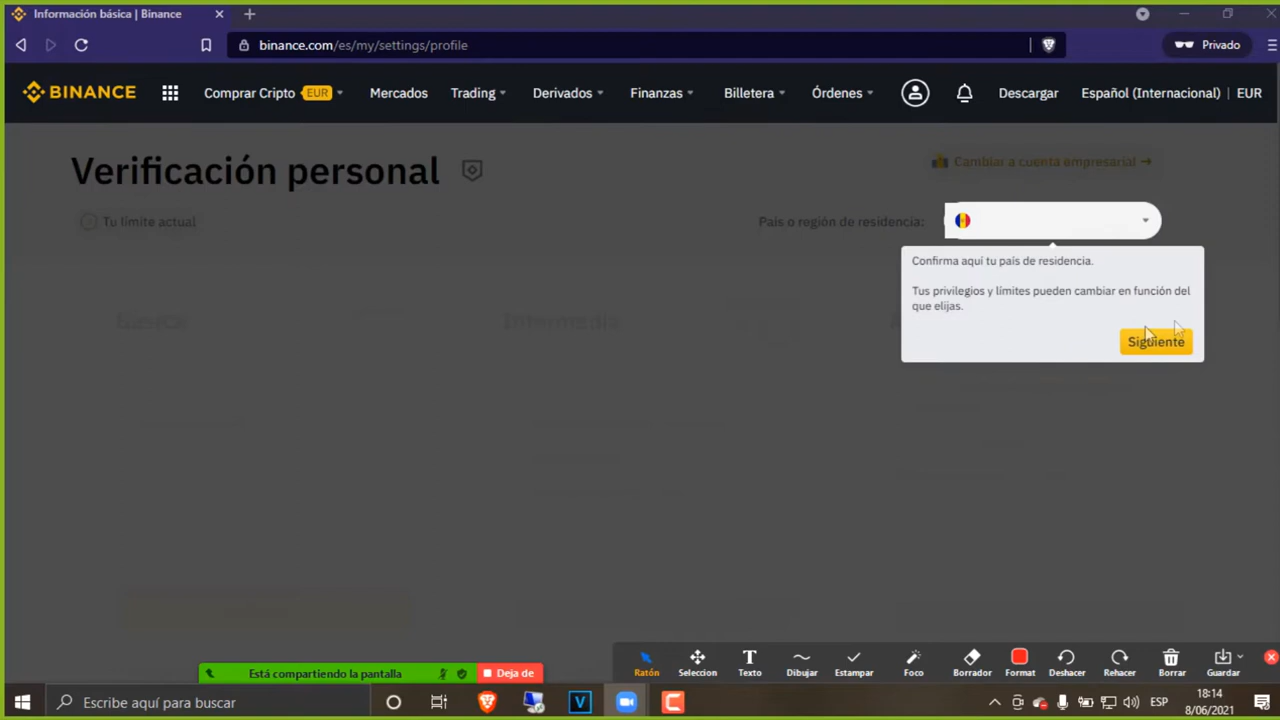 Información básica | Binance
binance.com/es/my/settings/profile
Privado
BINANCE
Comprar Cripto EUR
Mercados
Trading
Derivados
Finanzas
Billetera
Órdenes
Descargar
Español (Internacional) | EUR
Verificación personal
Cambiar a cuenta empresarial →
Tu límite actual
País o región de residencia:
Confirma aquí tu país de residencia.
Tus privilegios y límites pueden cambiar en función del
que elijas.
Siguiente
Básica
Intermedia
Está compartiendo la pantalla
Deja de
Ratón
Seleccion
Texto
Dibujar
Estampar
Foco
Borrador
Format
Deshacer
Rehacer
Borrar
Guardar
Escribe aquí para buscar
ESP
18:14
8/06/2021